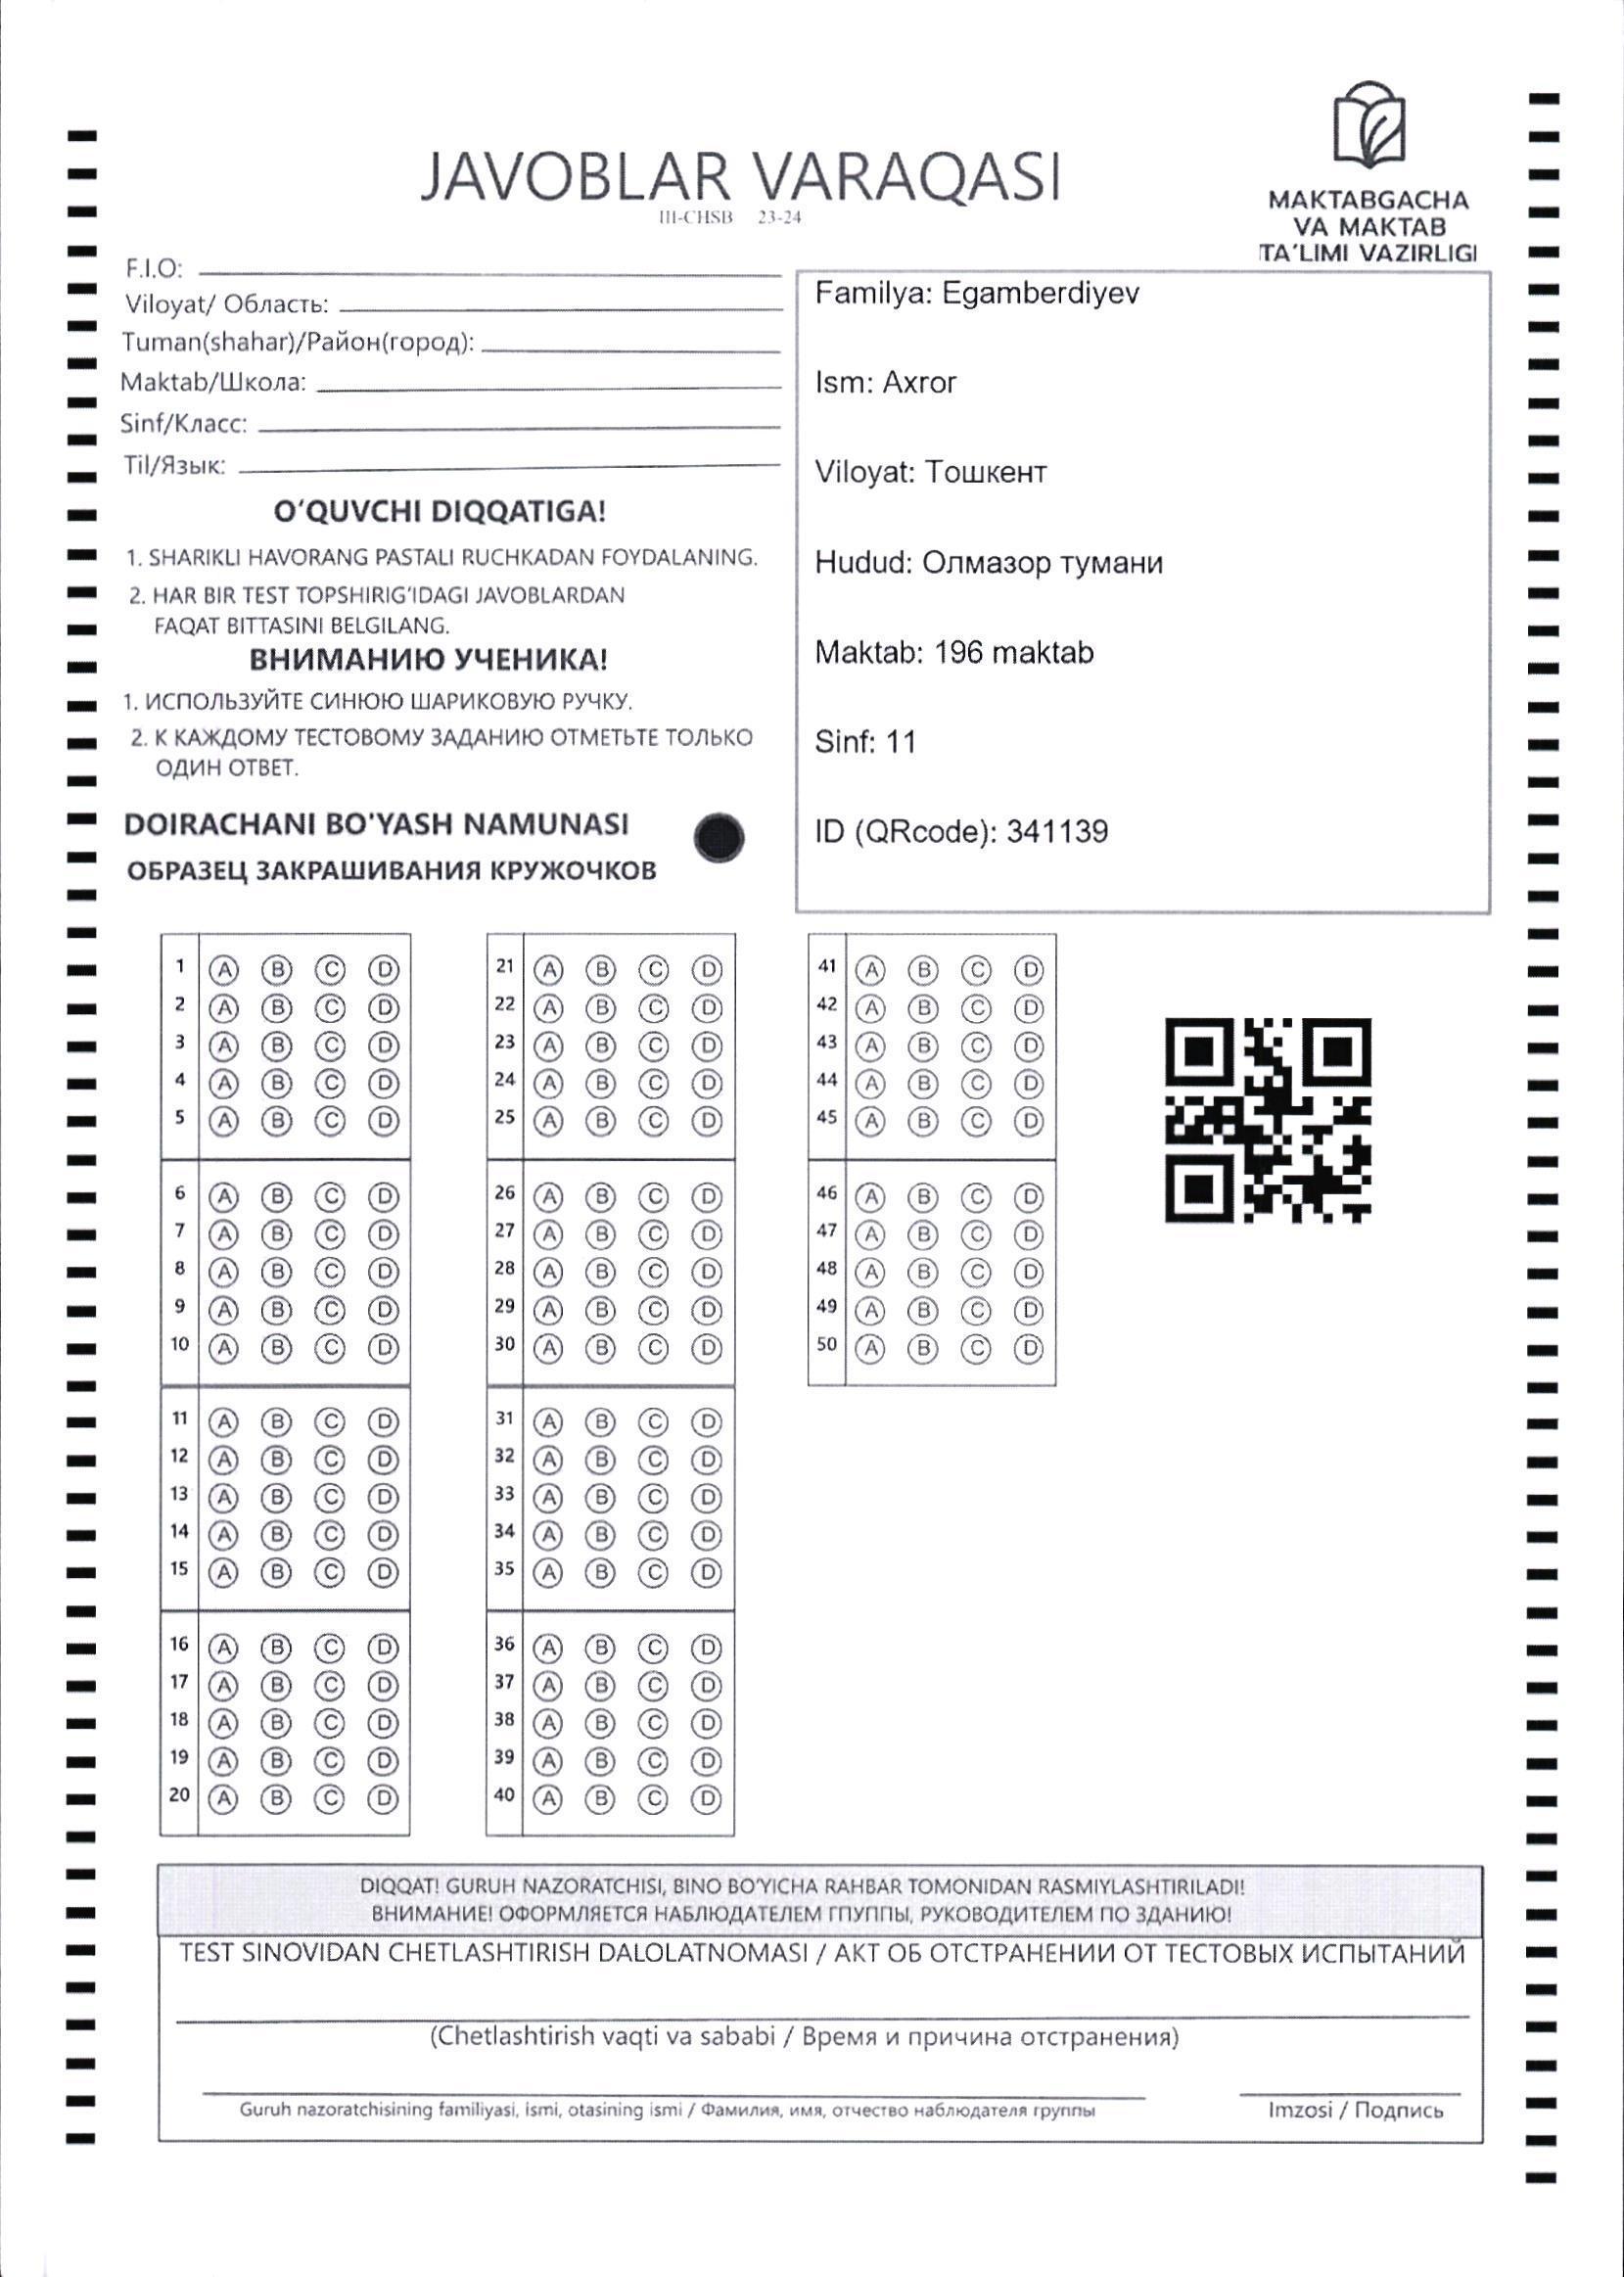 JAVOBLAR VARAQASI
III-CHSB 23-24
MAKTABGACHA
VA MAKTAB
TA'LIMI VAZIRLIGI
F.I.O:
Viloyat/ Область:
Tuman(shahar)/Район(город):
Maktab/Школа:
Sinf/Класс:
Til/Язык:
O'QUVCHI DIQQATIGA!
1. SHARIKLI HAVORANG PASTALI RUCHKADAN FOYDALANING.
2. HAR BIR TEST TOPSHIRIG'IDAGI JAVOBLARDAN
FAQAT BITTASINI BELGILANG.
ВНИМАНИЮ УЧЕНИКА!
1. ИСПОЛЬЗУЙТЕ СИНЮЮ ШАРИКОВУЮ РУЧКУ.
2. К КАЖДОМУ ТЕСТОВОМУ ЗАДАНИЮ ОТМЕТЬТЕ ТОЛЬКО
ОДИН ОТВЕТ.
DOIRACHANI BO'YASH NAMUNASI
ОБРАЗЕЦ ЗАКРАШИВАНИЯ КРУЖОЧКОВ
Familya: Egamberdiyev
Ism: Axror
Viloyat: Тошкент
Hudud: Олмазор тумани
Maktab: 196 maktab
Sinf: 11
ID (QRcode): 341139
1 A B C D
2 A B C D
3 A B C D
4 A B C D
5 A B C D
6 A B C D
7 A B C D
8 A B C D
9 A B C D
10 A B C D
11 A B C D
12 A B C D
13 A B C D
14 A B C D
15 A B C D
16 A B C D
17 A B C D
18 A B C D
19 A B C D
20 A B C D
21 A B C D
22 A B C D
23 A B C D
24 A B C D
25 A B C D
26 A B C D
27 A B C D
28 A B C D
29 A B C D
30 A B C D
31 A B C D
32 A B C D
33 A B C D
34 A B C D
35 A B C D
36 A B C D
37 A B C D
38 A B C D
39 A B C D
40 A B C D
41 A B C D
42 A B C D
43 A B C D
44 A B C D
45 A B C D
46 A B C D
47 A B C D
48 A B C D
49 A B C D
50 A B C D
DIQQAT! GURUH NAZORATCHISI, BINO BO'YICHA RAHBAR TOMONIDAN RASMIYLASHTIRILADI!
ВНИМАНИЕ! ОФОРМЛЯЕТСЯ НАБЛЮДАТЕЛЕМ ГПУППЫ, РУКОВОДИТЕЛЕМ ПО ЗДАНИЮ!
TEST SINOVIDAN CHETLASHTIRISH DALOLATNOMASI / АКТ ОБ ОТСТРАНЕНИИ ОТ ТЕСТОВЫХ ИСПЫТАНИЙ
(Chetlashtirish vaqti va sababi / Время и причина отстранения)
Guruh nazoratchisining familiyasi, ismi, otasining ismi / Фамилия, имя, отчество наблюдателя группы
Imzosi / Подпись